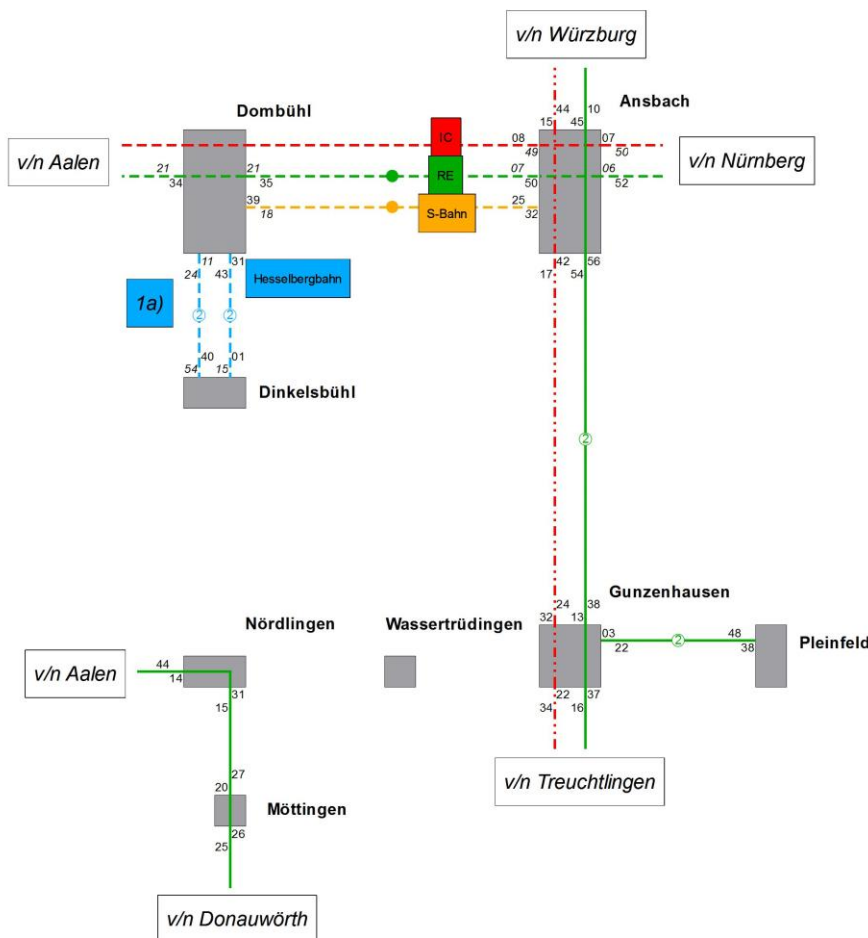 v/n Würzburg
44 10
Dombühl
Ansbach
15 45
IC
08 07
v/n Aalen
49 50
v/n Nürnberg
21 21
RE
07 06
34 35
50 52
39
S-Bahn
25
18
32
11 31
42 56
24 43
Hesselbergbahn
17 54
1a)
2 2
40 01
54 15
Dinkelsbühl
2
Gunzenhausen
24 38
Nördlingen
Wassertrüdingen
32 13
03 48
2
44
22 38
Pleinfeld
v/n Aalen
14
31
22 37
15
34 16
v/n Treuchtlingen
27
20
Möttingen
26
25
v/n Donauwörth